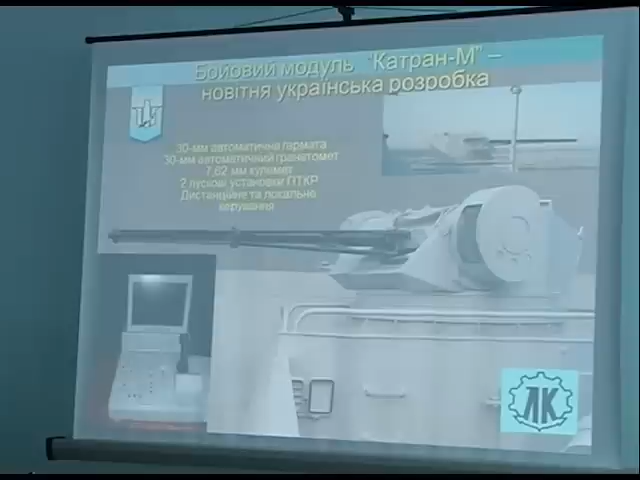 Бойовий модуль "Катран-М" –
новітня українська розробка
30-мм автоматична гармата
30-мм автоматичний гранатомет
7,62 мм кулемет
2 пускові установки ПТКР
Дистанційне та локальне
керування
ЛК